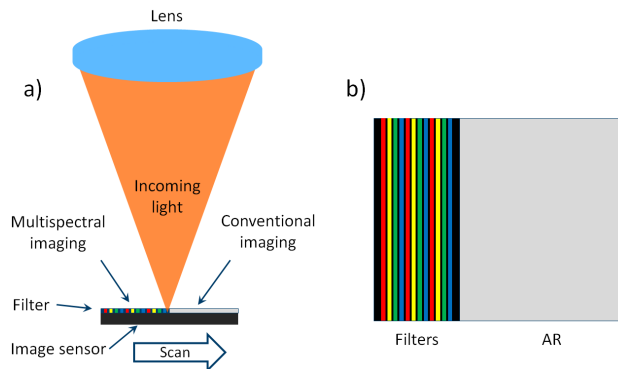 Lens
a)
b)
Incoming
light
Multispectral
imaging
Conventional
imaging
Filter
Image sensor
Scan
Filters
AR